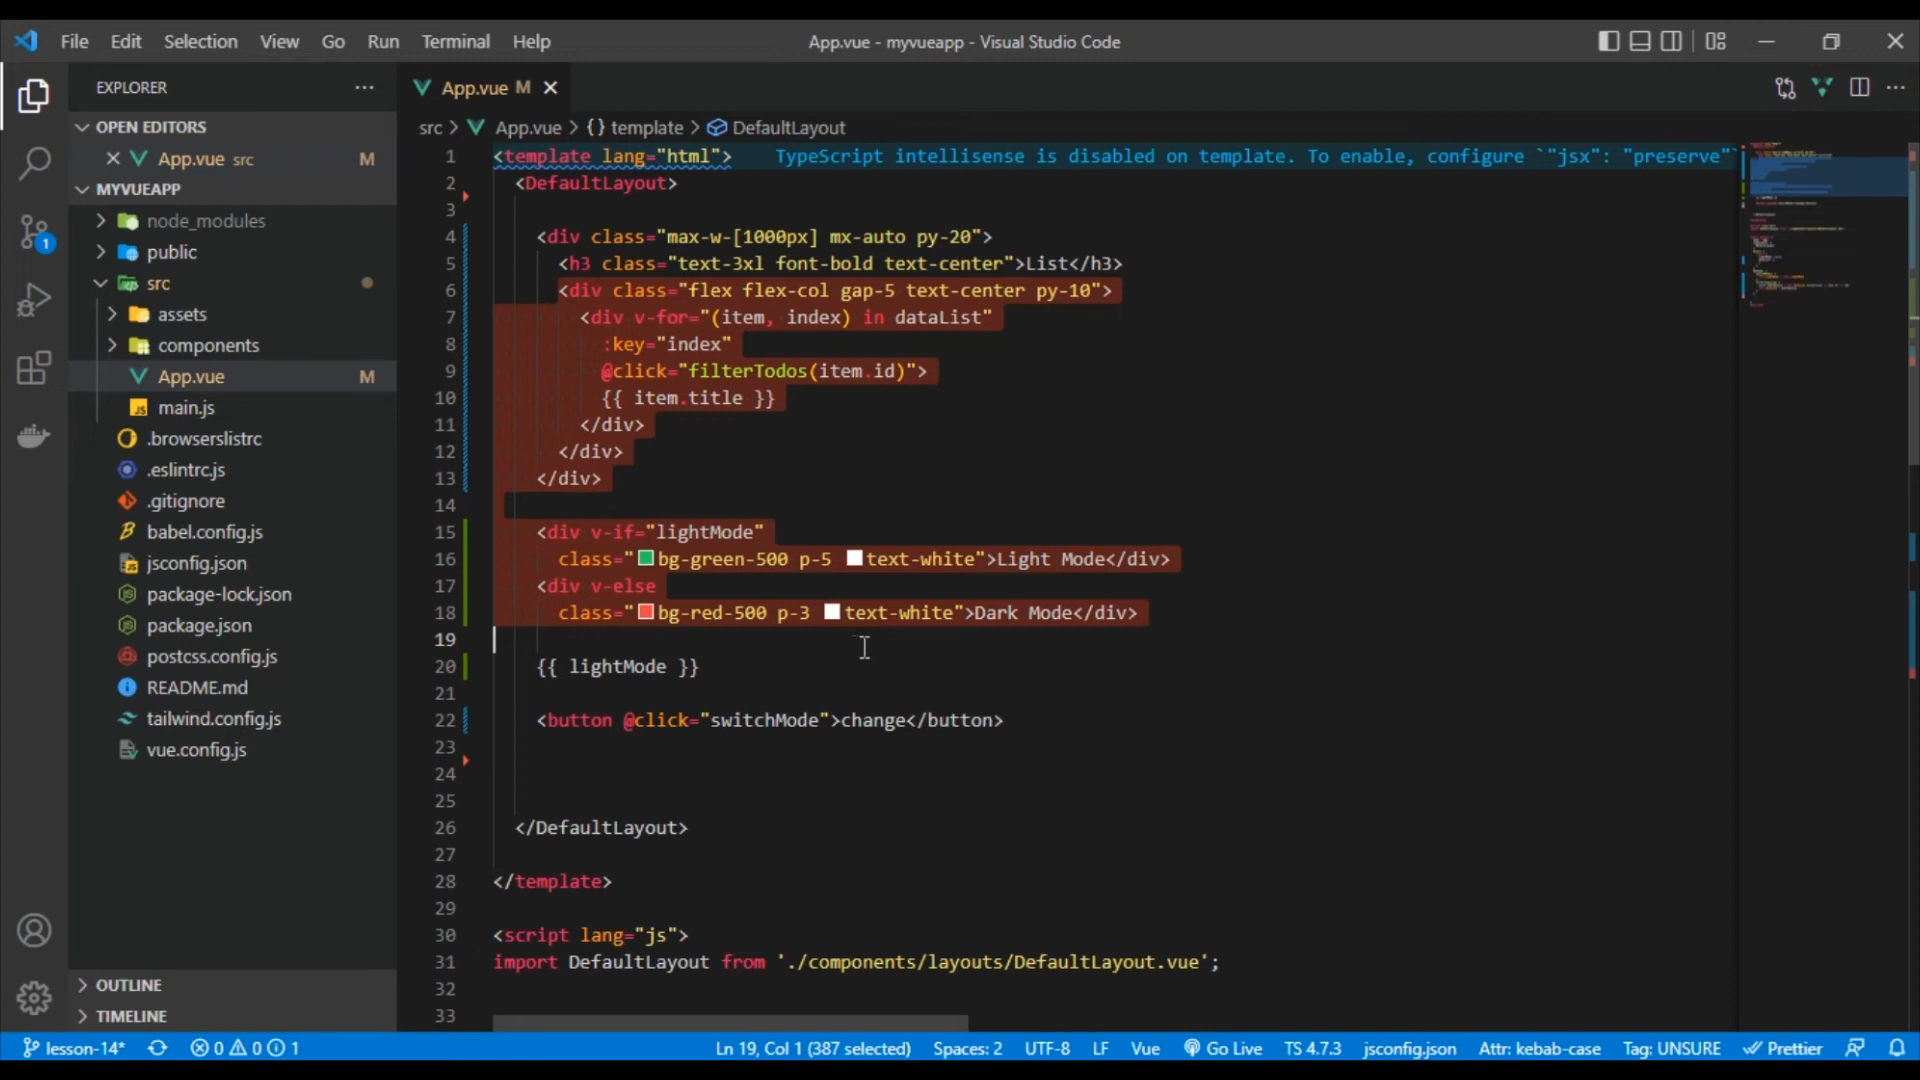 File Edit Selection View Go Run Terminal Help
App.vue - myvueapp - Visual Studio Code
EXPLORER
App.vue M
OPEN EDITORS
App.vue src M
MYVUEAPP
node_modules
public
src
assets
components
App.vue M
main.js
.browserslistrc
.eslintrc.js
.gitignore
babel.config.js
jsconfig.json
package-lock.json
package.json
postcss.config.js
README.md
tailwind.config.js
vue.config.js
OUTLINE
TIMELINE
1
src > App.vue > {} template > DefaultLayout
1 <template lang="html"> TypeScript intellisense is disabled on template. To enable, configure `"jsx": "preserve"`
2 <DefaultLayout>
3
4 <div class="max-w-[1000px] mx-auto py-20">
5 <h3 class="text-3xl font-bold text-center">List</h3>
6 <div class="flex flex-col gap-5 text-center py-10">
7 <div v-for="(item, index) in dataList"
8 :key="index"
9 @click="filterTodos(item.id)">
10 {{ item.title }}
11 </div>
12 </div>
13 </div>
14
15 <div v-if="lightMode"
16 class="bg-green-500 p-5 text-white">Light Mode</div>
17 <div v-else
18 class="bg-red-500 p-3 text-white">Dark Mode</div>
19
20 {{ lightMode }}
21
22 <button @click="switchMode">change</button>
23
24
25
26 </DefaultLayout>
27
28 </template>
29
30 <script lang="js">
31 import DefaultLayout from './components/layouts/DefaultLayout.vue';
32
33
lesson-14* 0 0 1 Ln 19, Col 1 (387 selected) Spaces: 2 UTF-8 LF Vue Go Live TS 4.7.3 jsconfig.json Attr: kebab-case Tag: UNSURE Prettier